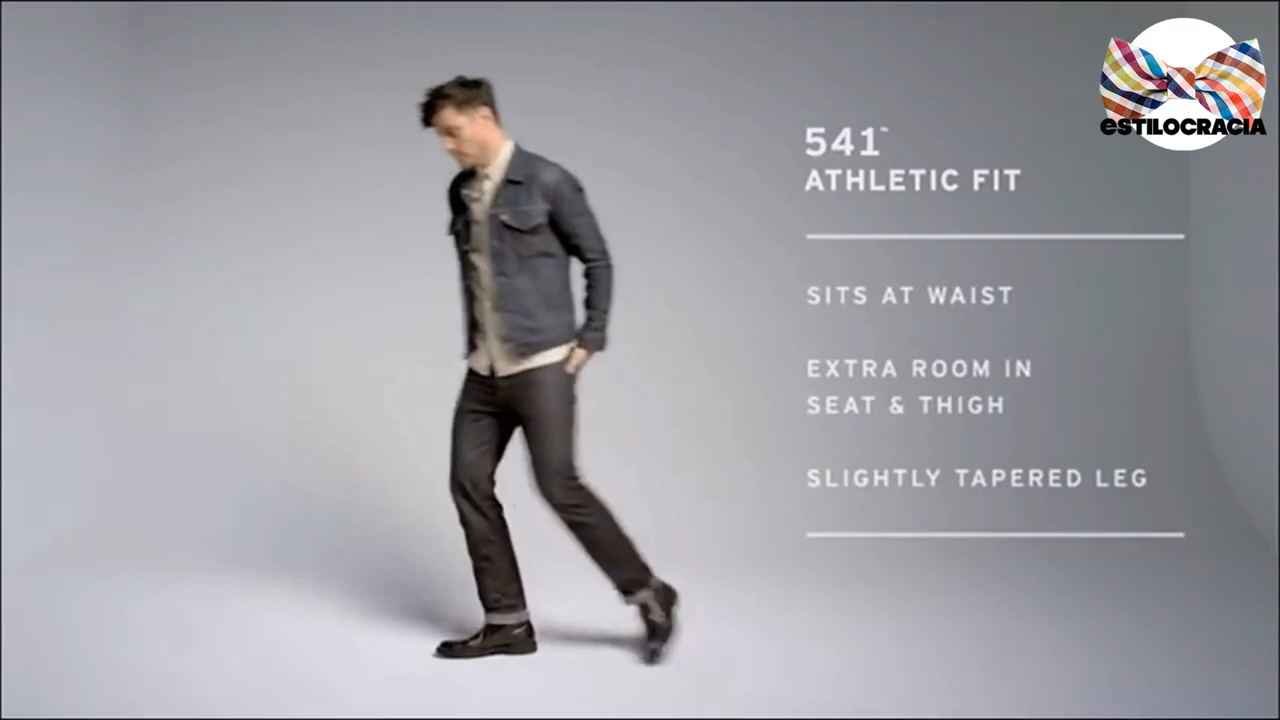 541™
ATHLETIC FIT
SITS AT WAIST
EXTRA ROOM IN
SEAT & THIGH
SLIGHTLY TAPERED LEG
eSTILOCRACIA